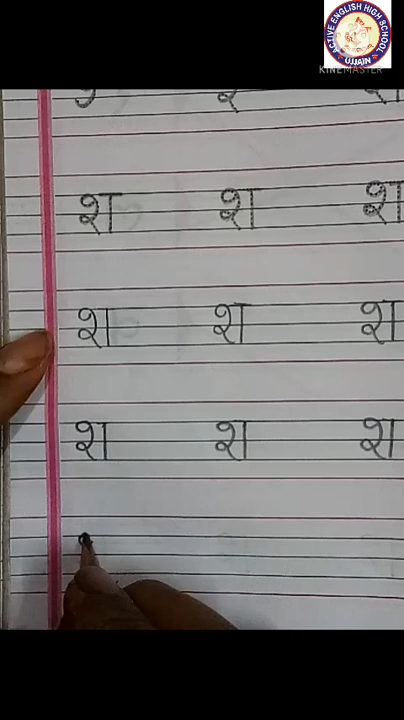 ACTIVE ENGLISH HIGH SCHOOL
UJJAIN
KINEMASTER
श श श
श श श
श श श